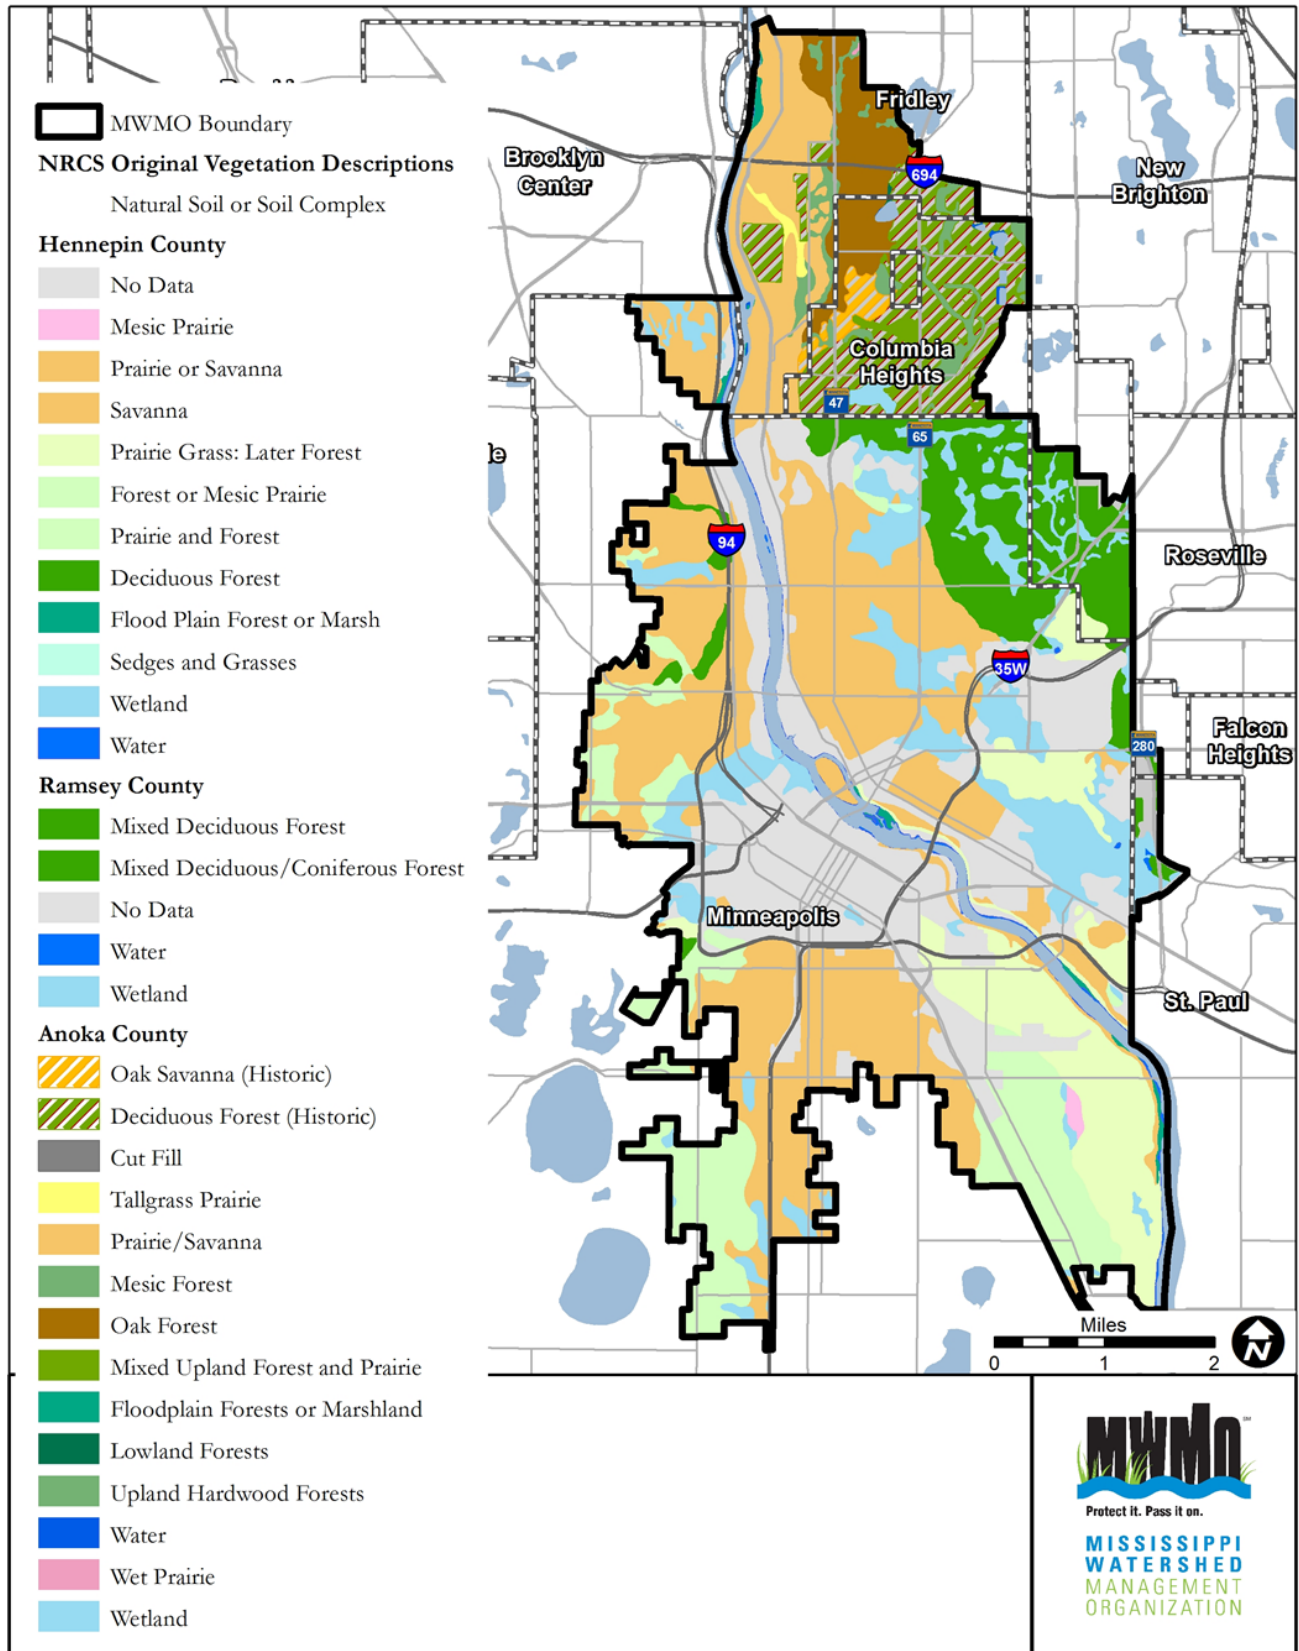 MWMO Boundary
NRCS Original Vegetation Descriptions
Natural Soil or Soil Complex
Hennepin County
No Data
Mesic Prairie
Prairie or Savanna
Savanna
Prairie Grass: Later Forest
Forest or Mesic Prairie
Prairie and Forest
Deciduous Forest
Flood Plain Forest or Marsh
Sedges and Grasses
Wetland
Water
Ramsey County
Mixed Deciduous Forest
Mixed Deciduous/Coniferous Forest
No Data
Water
Wetland
Anoka County
Oak Savanna (Historic)
Deciduous Forest (Historic)
Cut Fill
Tallgrass Prairie
Prairie/Savanna
Mesic Forest
Oak Forest
Mixed Upland Forest and Prairie
Floodplain Forests or Marshland
Lowland Forests
Upland Hardwood Forests
Water
Wet Prairie
Wetland
Fridley
Brooklyn
Center
694
New
Brighton
Columbia
Heights
47
65
le
94
Roseville
35W
Falcon
Heights
280
Minneapolis
St. Paul
Miles
0 1 2
N
MWMO
SM
Protect it. Pass it on.
MISSISSIPPI
WATERSHED
MANAGEMENT
ORGANIZATION